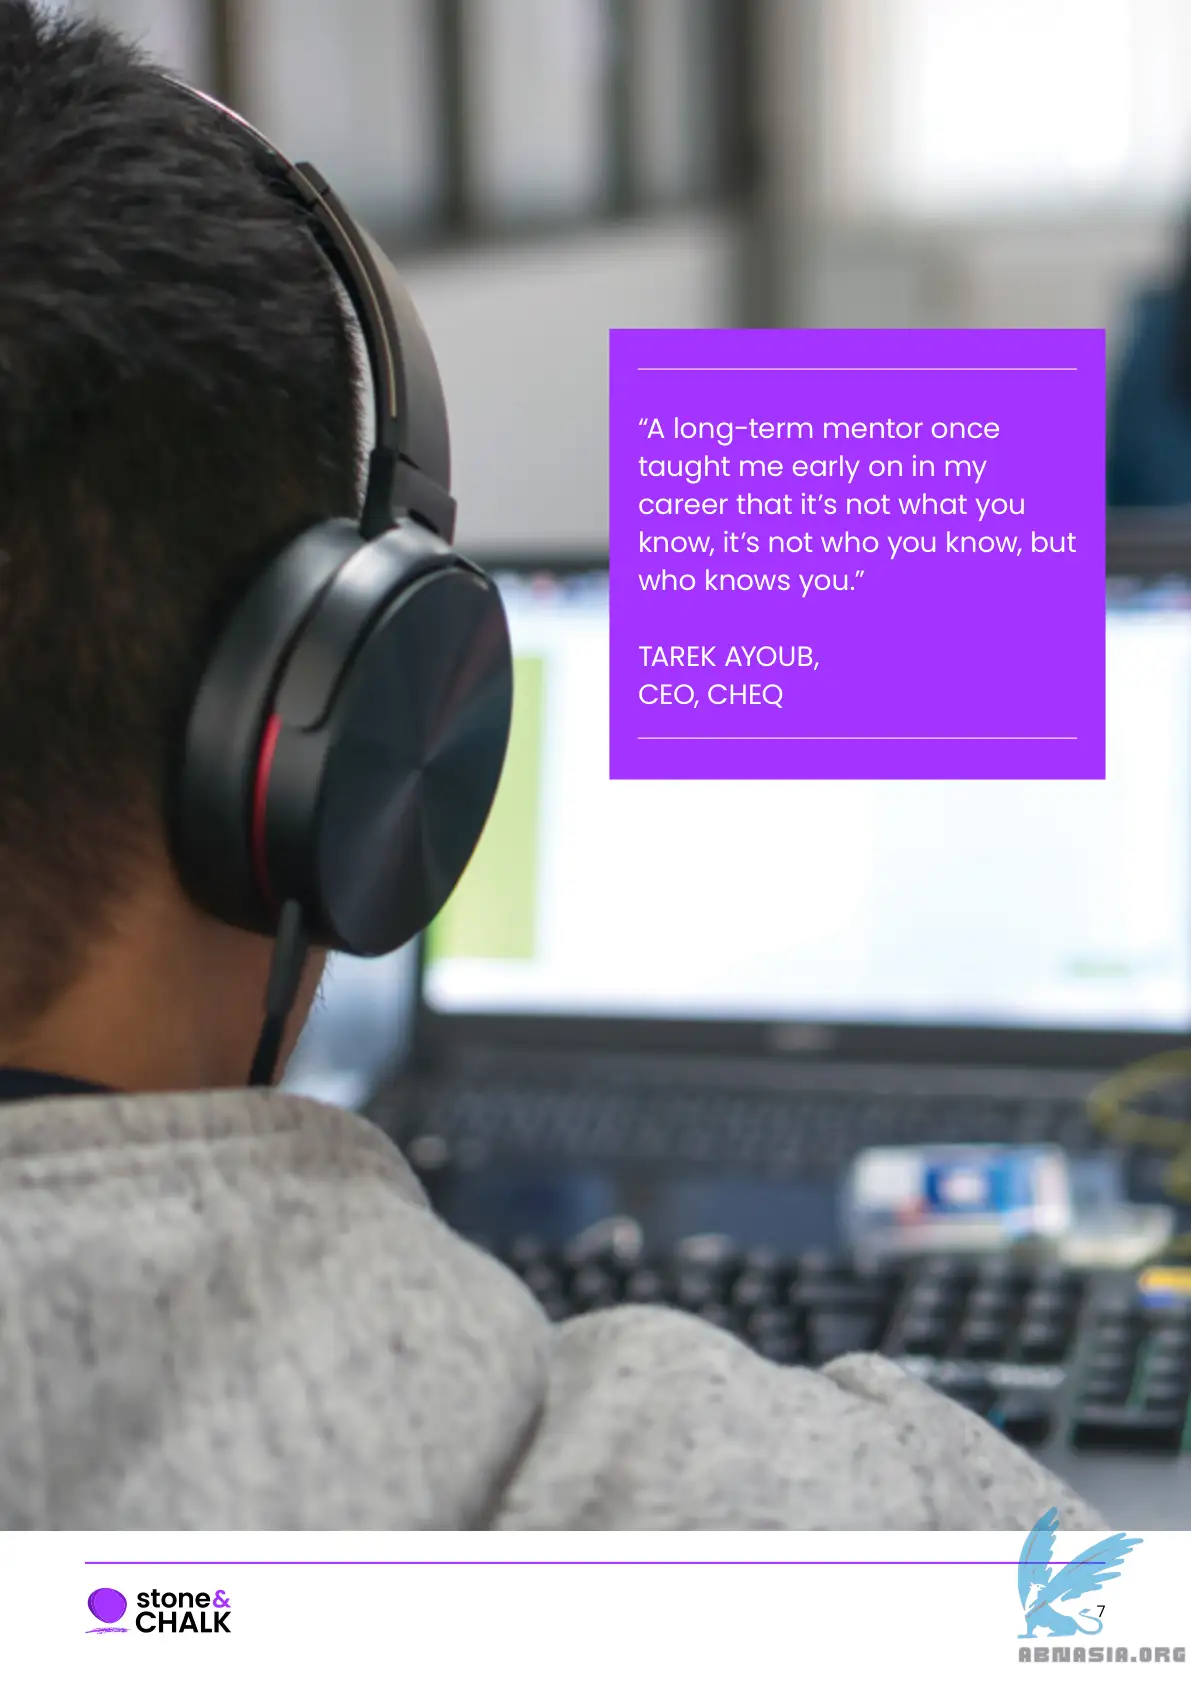 “A long-term mentor once
taught me early on in my
career that it’s not what you
know, it’s not who you know, but
who knows you.”
TAREK AYOUB,
CEO, CHEQ
stone&
CHALK
7
ABNASIA.ORG